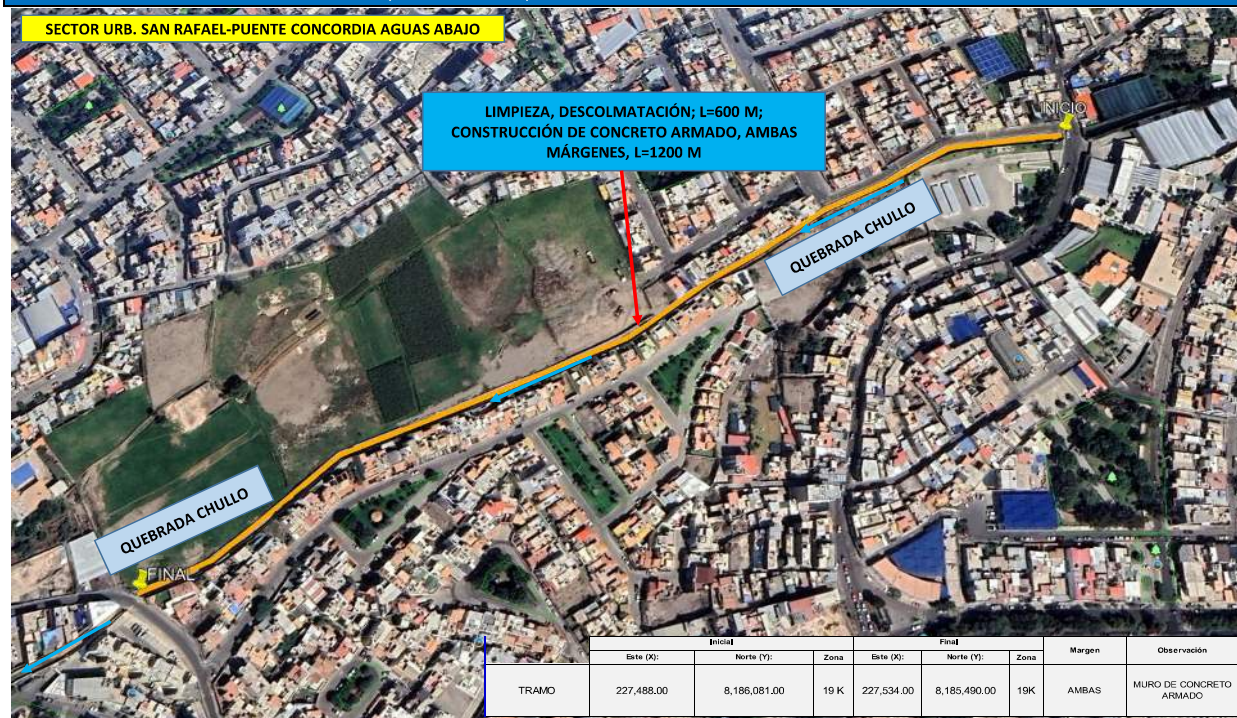 SECTOR URB. SAN RAFAEL-PUENTE CONCORDIA AGUAS ABAJO
LIMPIEZA, DESCOLMATACIÓN; L=600 M;
CONSTRUCCIÓN DE CONCRETO ARMADO, AMBAS
MÁRGENES, L=1200 M
INICIO
QUEBRADA CHULLO
QUEBRADA CHULLO
FINAL
Inicial Final Margen Observación
Este (X): Norte (Y): Zona Este (X): Norte (Y): Zona
TRAMO 227,488.00 8,186,081.00 19 K 227,534.00 8,185,490.00 19K AMBAS MURO DE CONCRETO
ARMADO